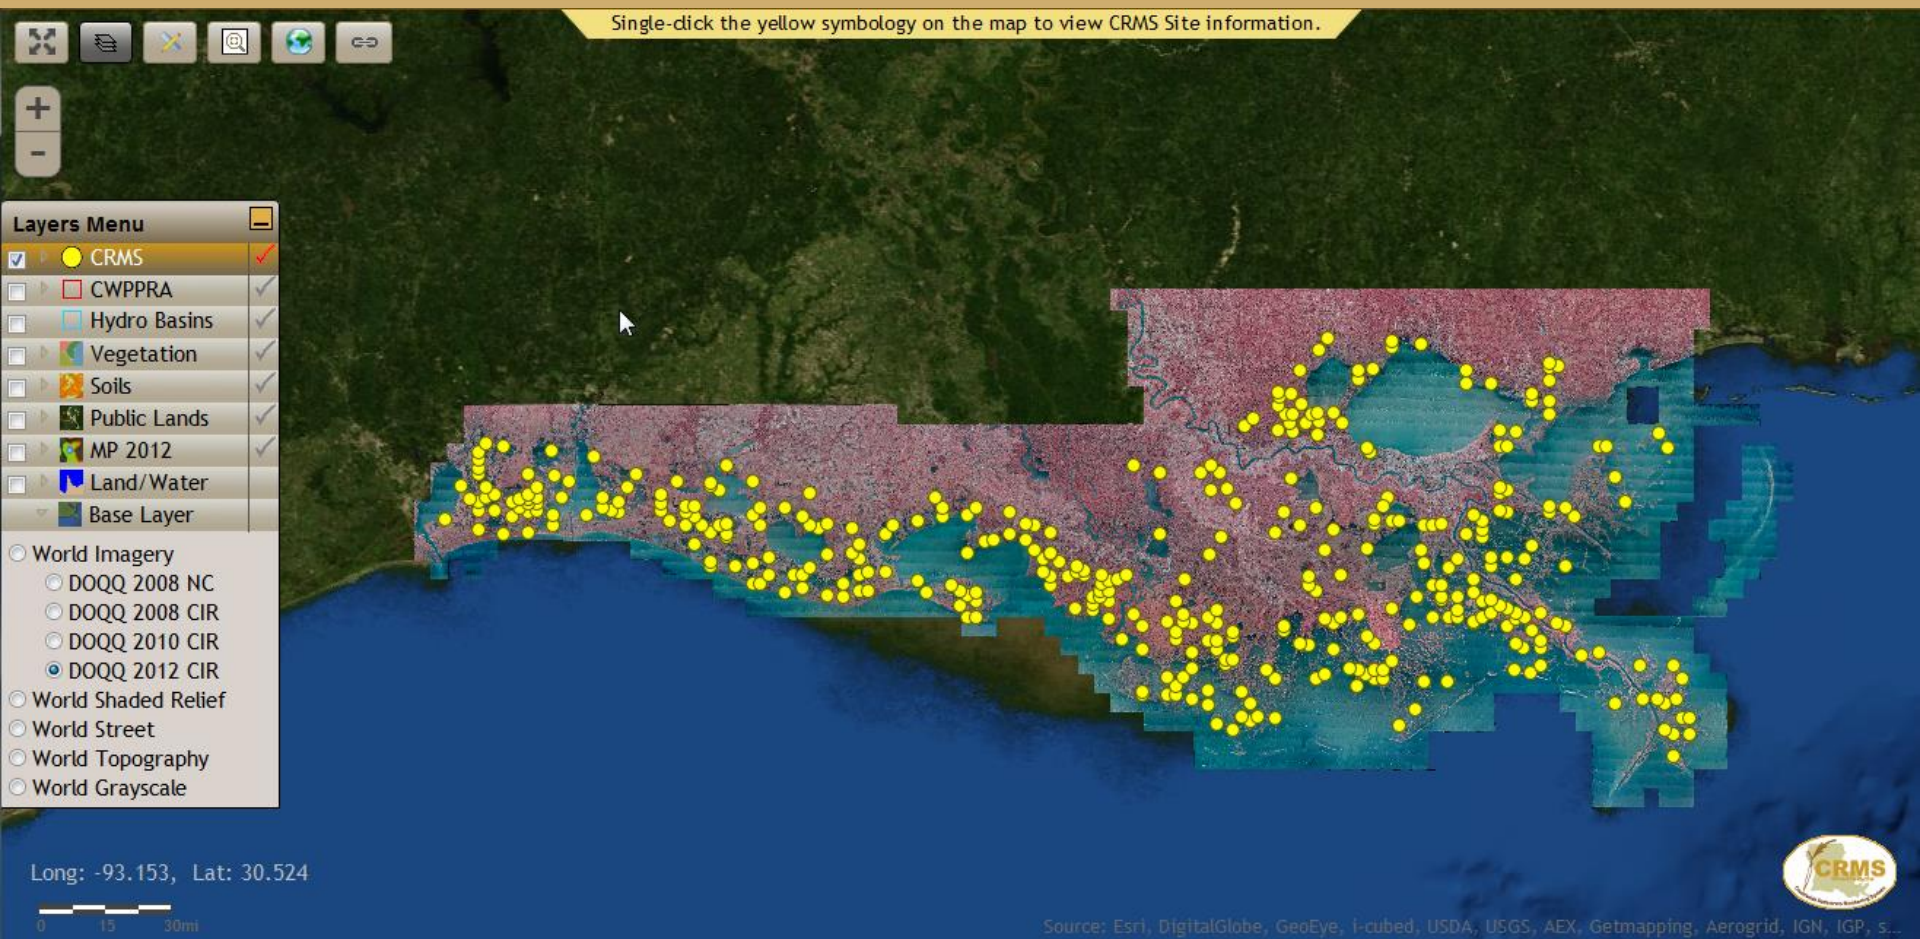 Single-click the yellow symbology on the map to view CRMS Site information.
+
-
Layers Menu
CRMS
CWPPRA
Hydro Basins
Vegetation
Soils
Public Lands
MP 2012
Land/Water
Base Layer
World Imagery
DOQQ 2008 NC
DOQQ 2008 CIR
DOQQ 2010 CIR
DOQQ 2012 CIR
World Shaded Relief
World Street
World Topography
World Grayscale
Long: -93.153, Lat: 30.524
0 15 30mi
CRMS
Source: Esri, DigitalGlobe, GeoEye, i-cubed, USDA, USGS, AEX, Getmapping, Aerogrid, IGN, IGP, s...